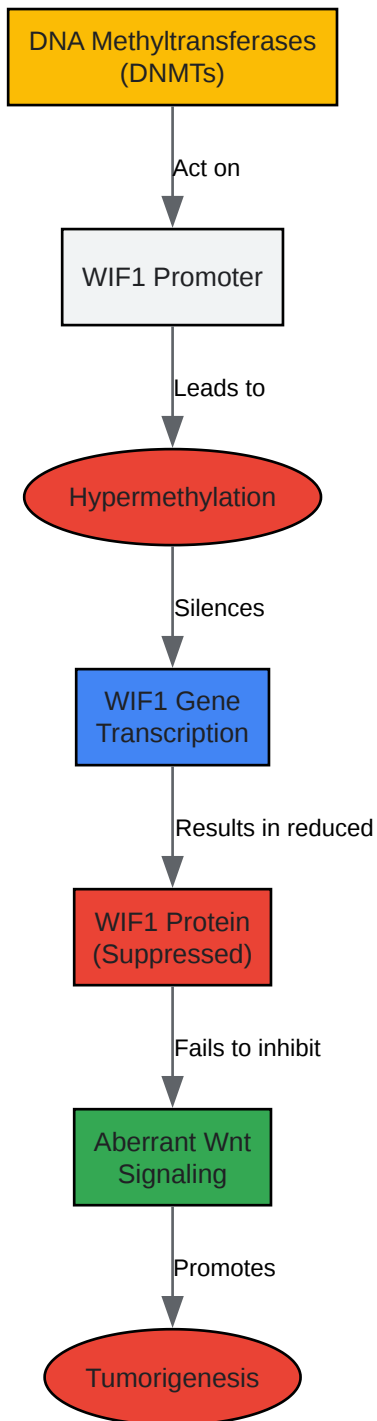 DNA Methyltransferases
(DNMTs)
Act on
WIF1 Promoter
Leads to
Hypermethylation
Silences
WIF1 Gene
Transcription
Results in reduced
WIF1 Protein
(Suppressed)
Fails to inhibit
Aberrant Wnt
Signaling
Promotes
Tumorigenesis